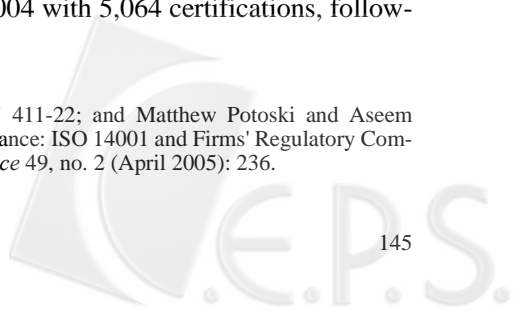 004 with 5,064 certifications, follow-
411-22; and Matthew Potoski and Aseem
ance: ISO 14001 and Firms' Regulatory Com-
ce 49, no. 2 (April 2005): 236.
145
C.E.P.S.